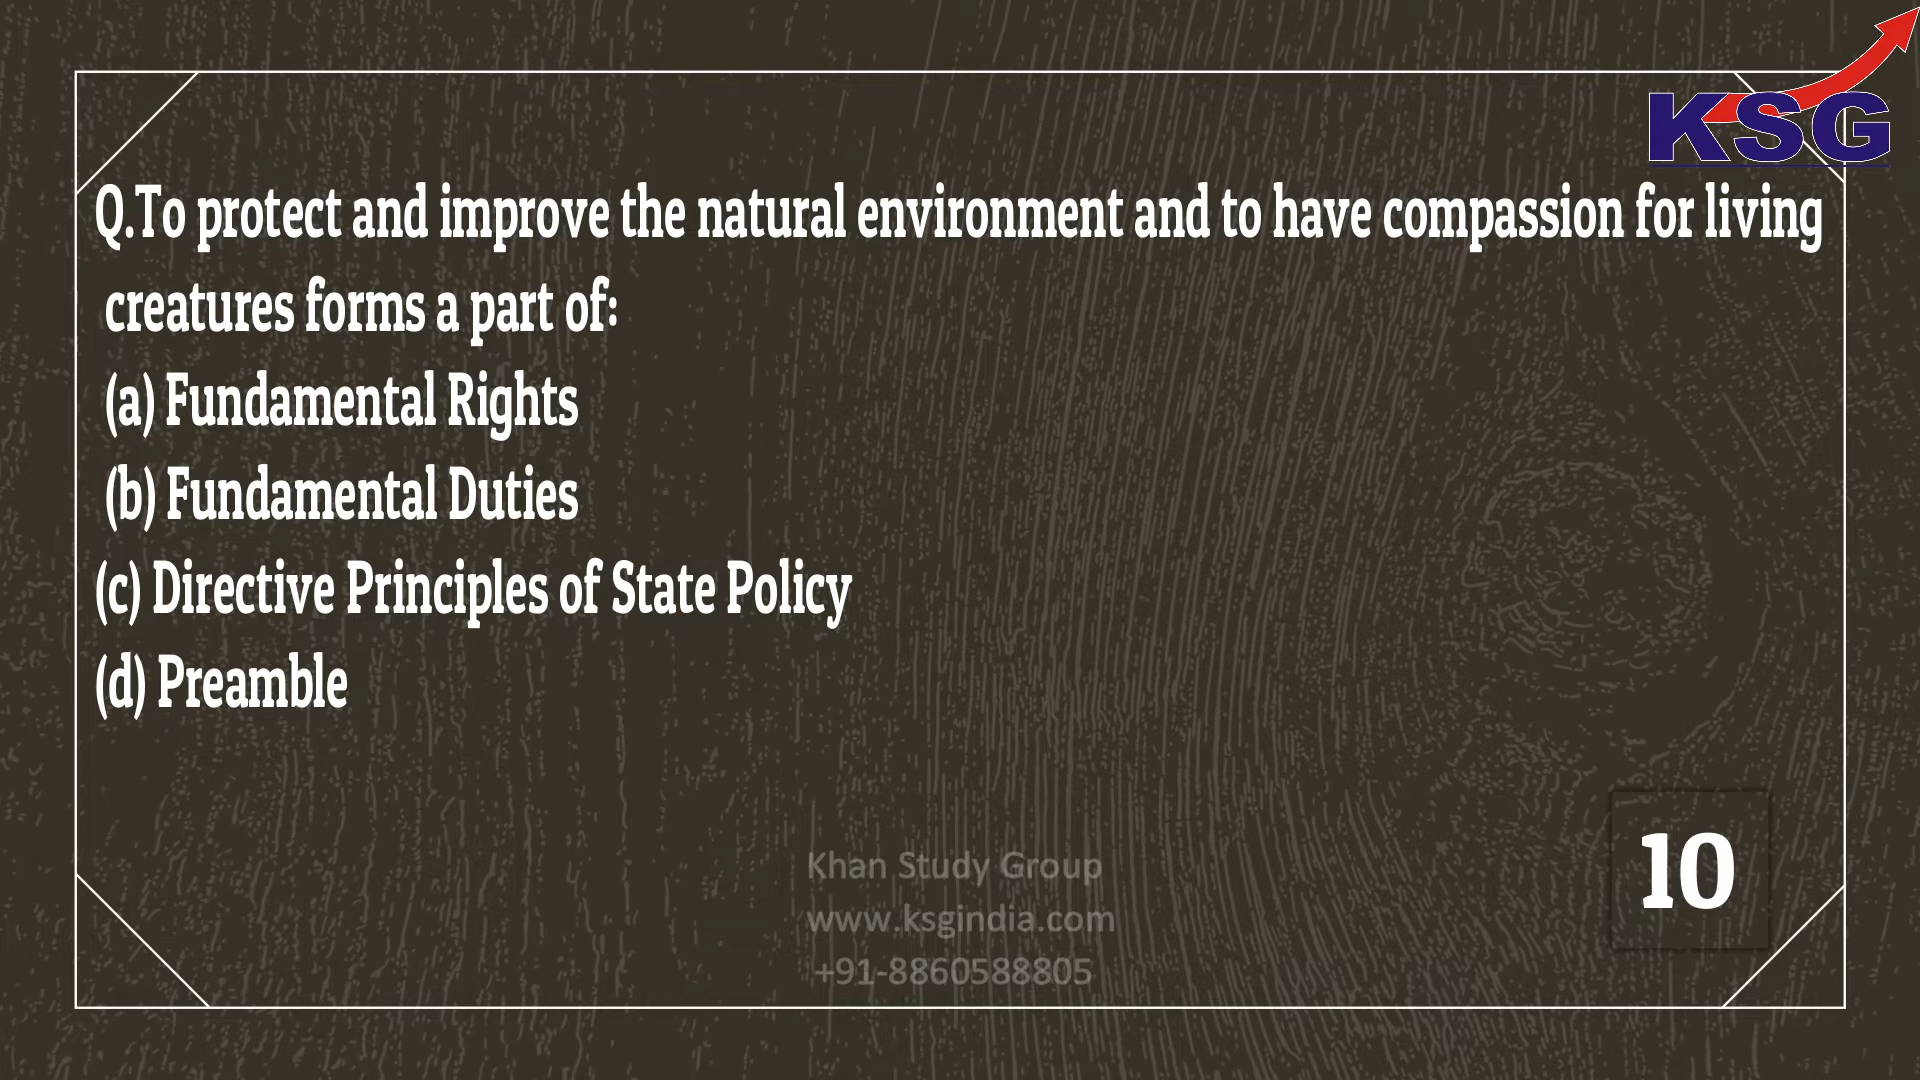 KSG
Q.To protect and improve the natural environment and to have compassion for living
creatures forms a part of:
(a) Fundamental Rights
(b) Fundamental Duties
(c) Directive Principles of State Policy
(d) Preamble
10
Khan Study Group
www.ksgindia.com
+91-8860588805